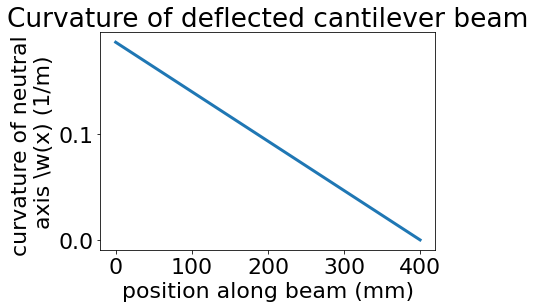 Curvature of deflected cantilever beam
curvature of neutral
axis \w(x) (1/m)
0.1
0.0
0 100 200 300 400
position along beam (mm)